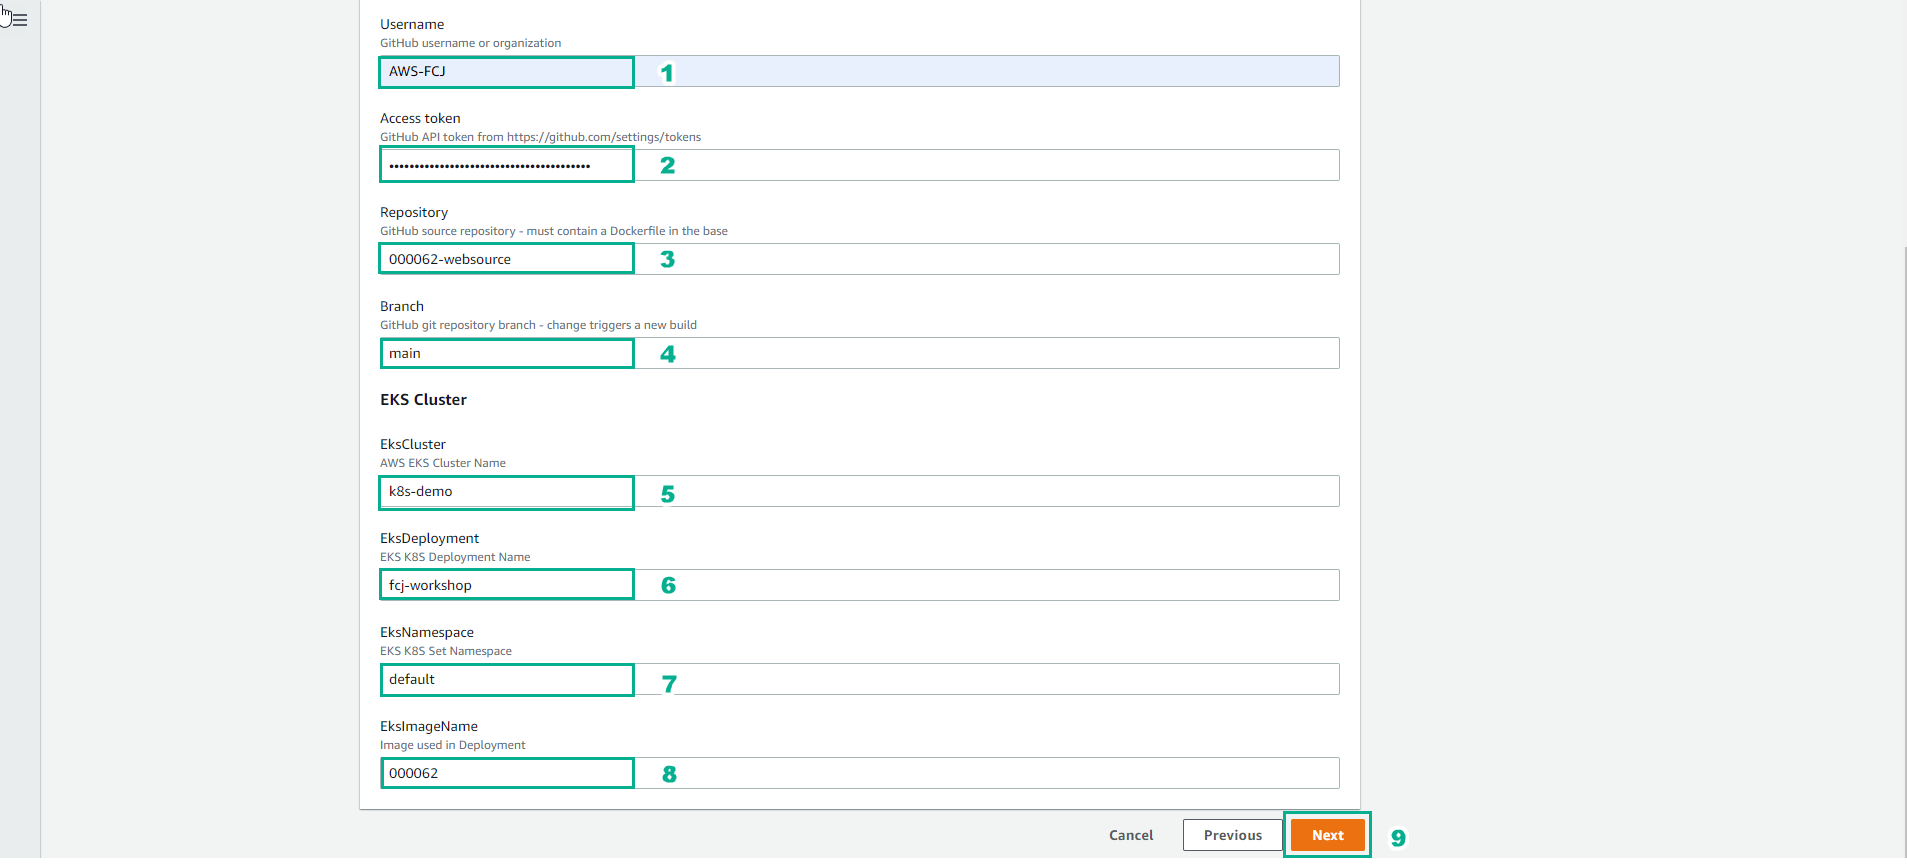 Username
GitHub username or organization
AWS-FCJ 1
Access token
GitHub API token from https://github.com/settings/tokens
•••••••••••••••••••••••••••••••••••••••• 2
Repository
GitHub source repository - must contain a Dockerfile in the base
000062-websource 3
Branch
GitHub git repository branch - change triggers a new build
main 4
EKS Cluster
EksCluster
AWS EKS Cluster Name
k8s-demo 5
EksDeployment
EKS K8S Deployment Name
fcj-workshop 6
EksNamespace
EKS K8S Set Namespace
default 7
EksImageName
Image used in Deployment
000062 8
Cancel Previous Next 9